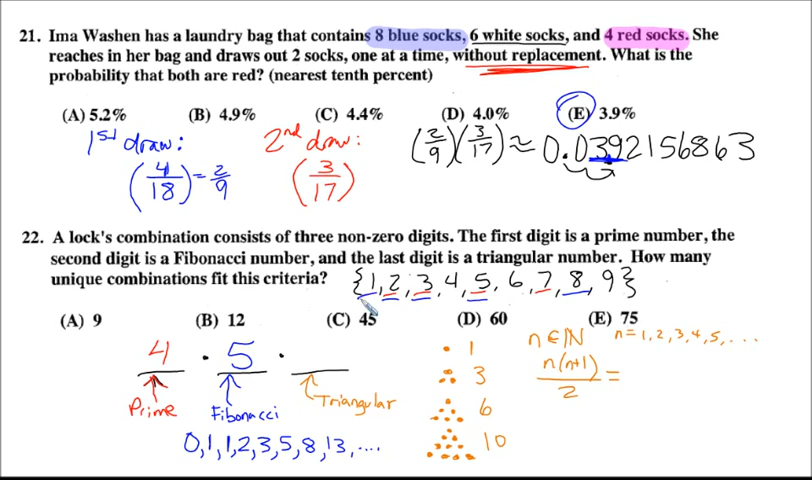 21. Ima Washen has a laundry bag that contains 8 blue socks, 6 white socks, and 4 red socks. She
reaches in her bag and draws out 2 socks, one at a time, without replacement. What is the
probability that both are red? (nearest tenth percent)
(A) 5.2% (B) 4.9% (C) 4.4% (D) 4.0% (E) 3.9%
1st draw: 2nd draw: (2/9)(3/17) ≈ 0.0392156863
(4/18) = 2/9 (3/17)
22. A lock's combination consists of three non-zero digits. The first digit is a prime number, the
second digit is a Fibonacci number, and the last digit is a triangular number. How many
unique combinations fit this criteria? {1, 2, 3, 4, 5, 6, 7, 8, 9}
(A) 9 (B) 12 (C) 45 (D) 60 (E) 75
4 · 5 · · 1 n∈ℕ n=1,2,3,4,5,...
3 n(n+1)/2 =
Prime Fibonacci Triangular 6
0,1,1,2,3,5,8,13,.... 10